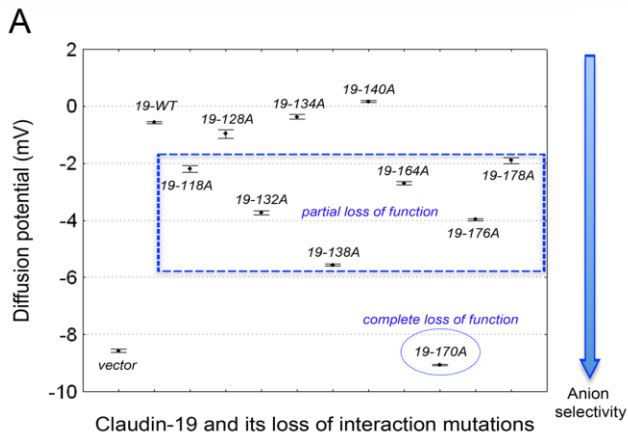 A
2
0
-2
-4
-6
-8
-10
Diffusion potential (mV)
19-WT
19-128A
19-134A
19-140A
19-118A
19-132A
19-164A
19-178A
partial loss of function
19-176A
19-138A
complete loss of function
19-170A
vector
Claudin-19 and its loss of interaction mutations
Anion
selectivity